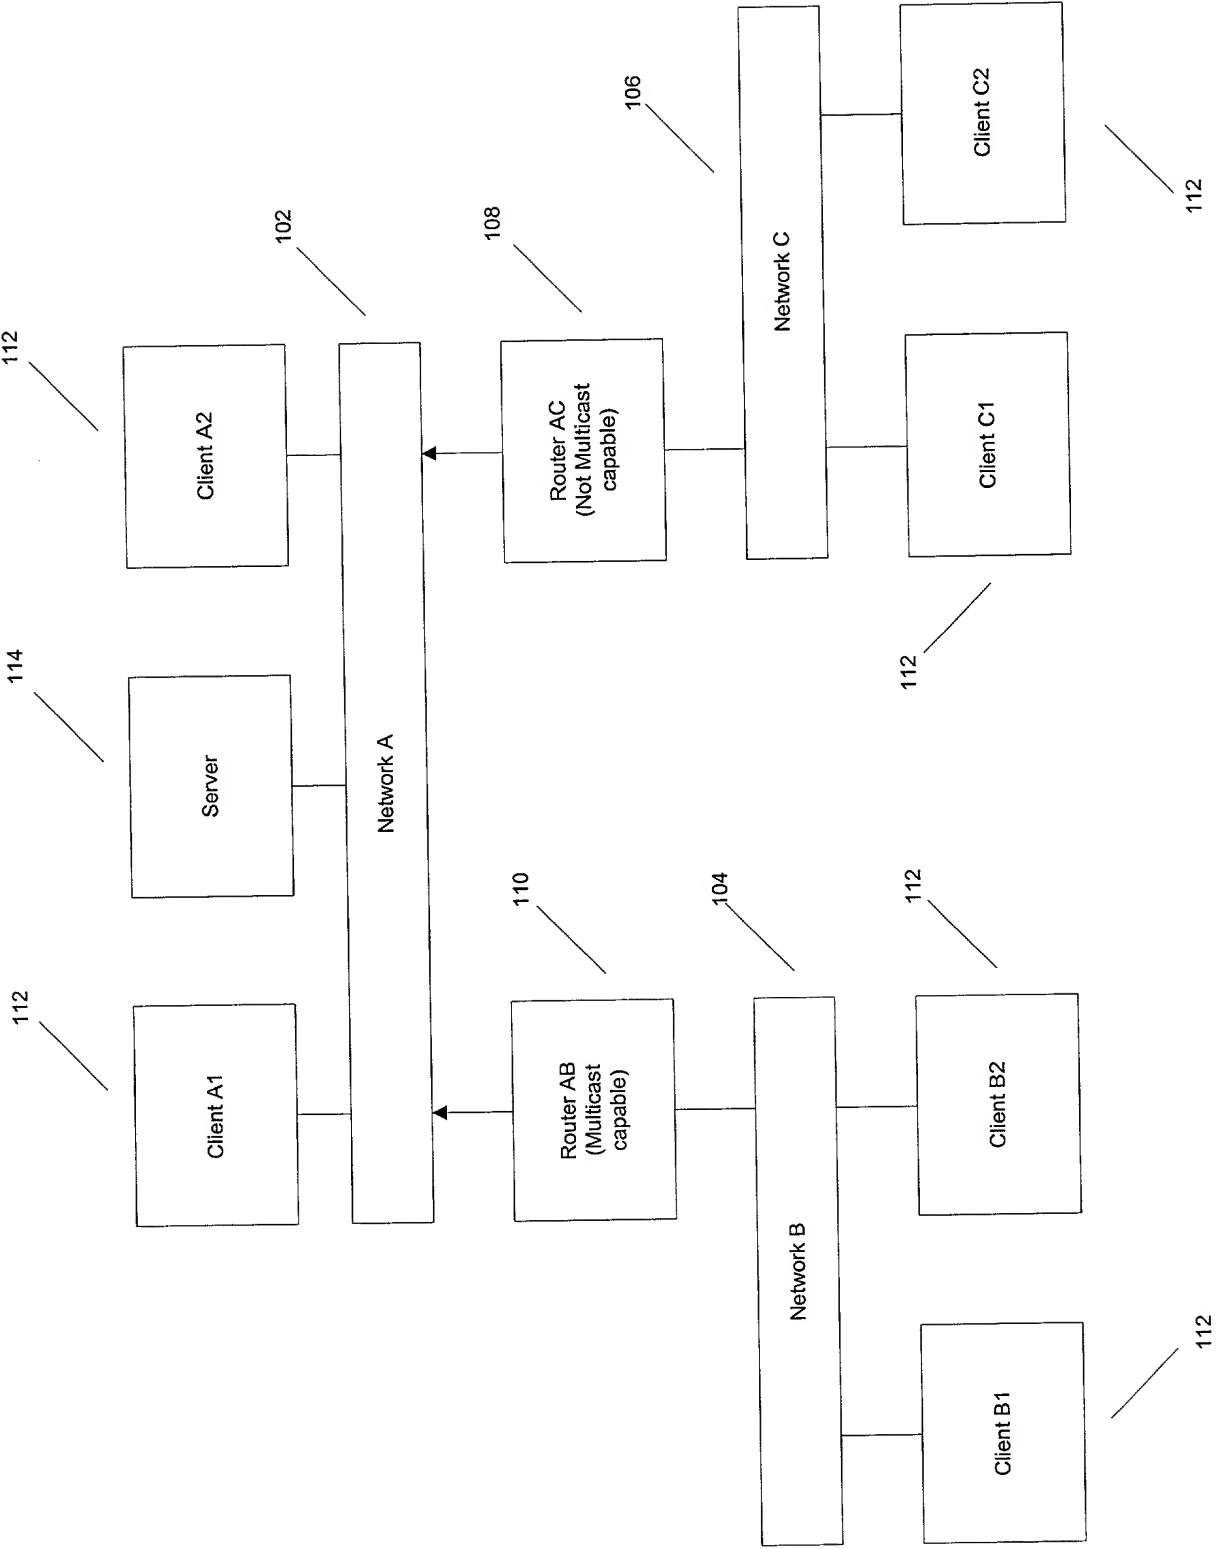 112
114
112
Client A1
Server
Client A2
102
Network A
110
108
Router AB
(Multicast
capable)
Router AC
(Not Multicast
capable)
104
106
Network B
Network C
112
Client B1
Client B2
Client C1
Client C2
112
112
112